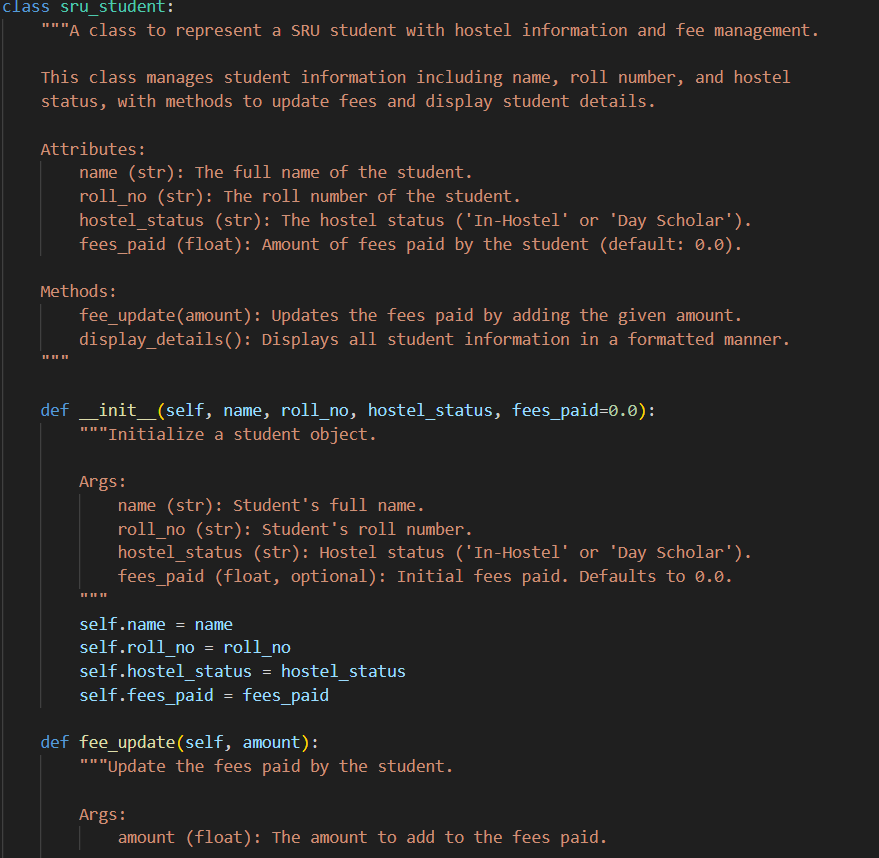 class sru_student:
    """A class to represent a SRU student with hostel information and fee management.

    This class manages student information including name, roll number, and hostel
    status, with methods to update fees and display student details.

    Attributes:
        name (str): The full name of the student.
        roll_no (str): The roll number of the student.
        hostel_status (str): The hostel status ('In-Hostel' or 'Day Scholar').
        fees_paid (float): Amount of fees paid by the student (default: 0.0).

    Methods:
        fee_update(amount): Updates the fees paid by adding the given amount.
        display_details(): Displays all student information in a formatted manner.
    """

    def __init__(self, name, roll_no, hostel_status, fees_paid=0.0):
        """Initialize a student object.

        Args:
            name (str): Student's full name.
            roll_no (str): Student's roll number.
            hostel_status (str): Hostel status ('In-Hostel' or 'Day Scholar').
            fees_paid (float, optional): Initial fees paid. Defaults to 0.0.
        """
        self.name = name
        self.roll_no = roll_no
        self.hostel_status = hostel_status
        self.fees_paid = fees_paid

    def fee_update(self, amount):
        """Update the fees paid by the student.

        Args:
            amount (float): The amount to add to the fees paid.